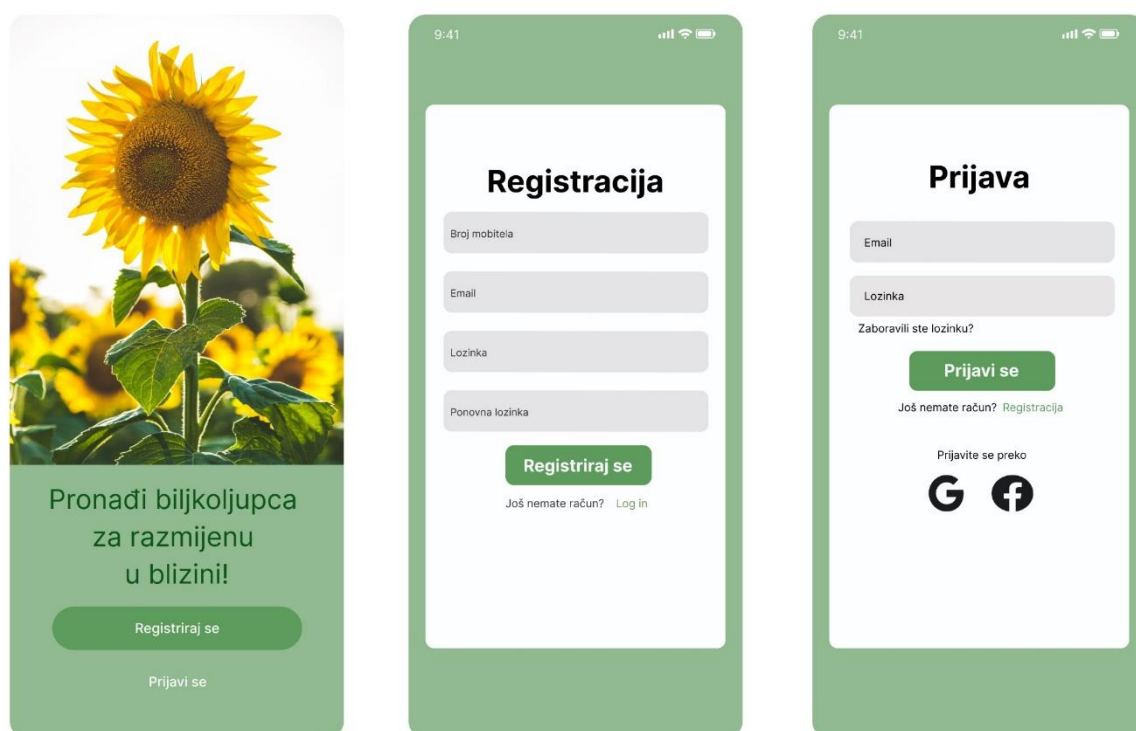 Pronađi biljkoljupca
za razmijenu
u blizini!
Registriraj se
Prijavi se
9:41
Registracija
Broj mobitela
Email
Lozinka
Ponovna lozinka
Registriraj se
Još nemate račun? Log in
9:41
Prijava
Email
Lozinka
Zaboravili ste lozinku?
Prijavi se
Još nemate račun? Registracija
Prijavite se preko